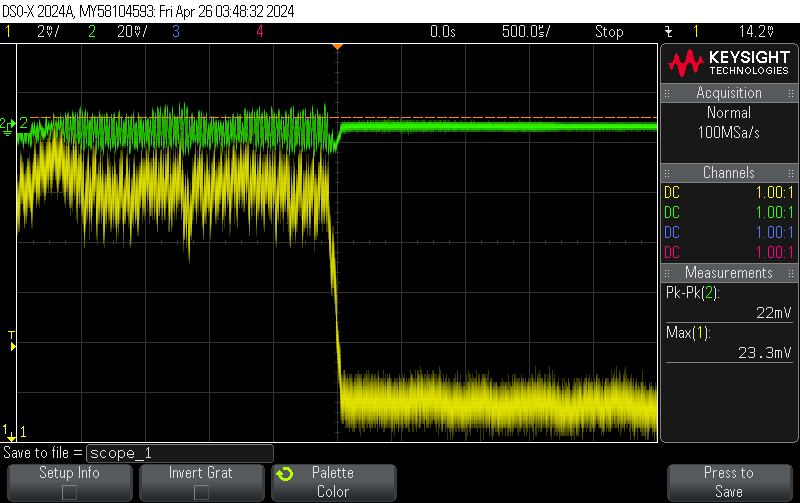 DSO-X 2024A, MY58104593: Fri Apr 26 03:48:32 2024
1 2℧/ 2 20℧/ 3 4 0.0s 500.0㎲/ Stop 1 14.2℧
KEYSIGHT
TECHNOLOGIES
Acquisition
Normal
100MSa/s
Channels
DC 1.00:1
DC 1.00:1
DC 1.00:1
DC 1.00:1
Measurements
Pk-Pk(2):
22mV
Max(1):
23.3mV
2 2
T
1 1
Save to file = scope_1
Setup Info
Invert Grat
Palette
Color
Press to
Save